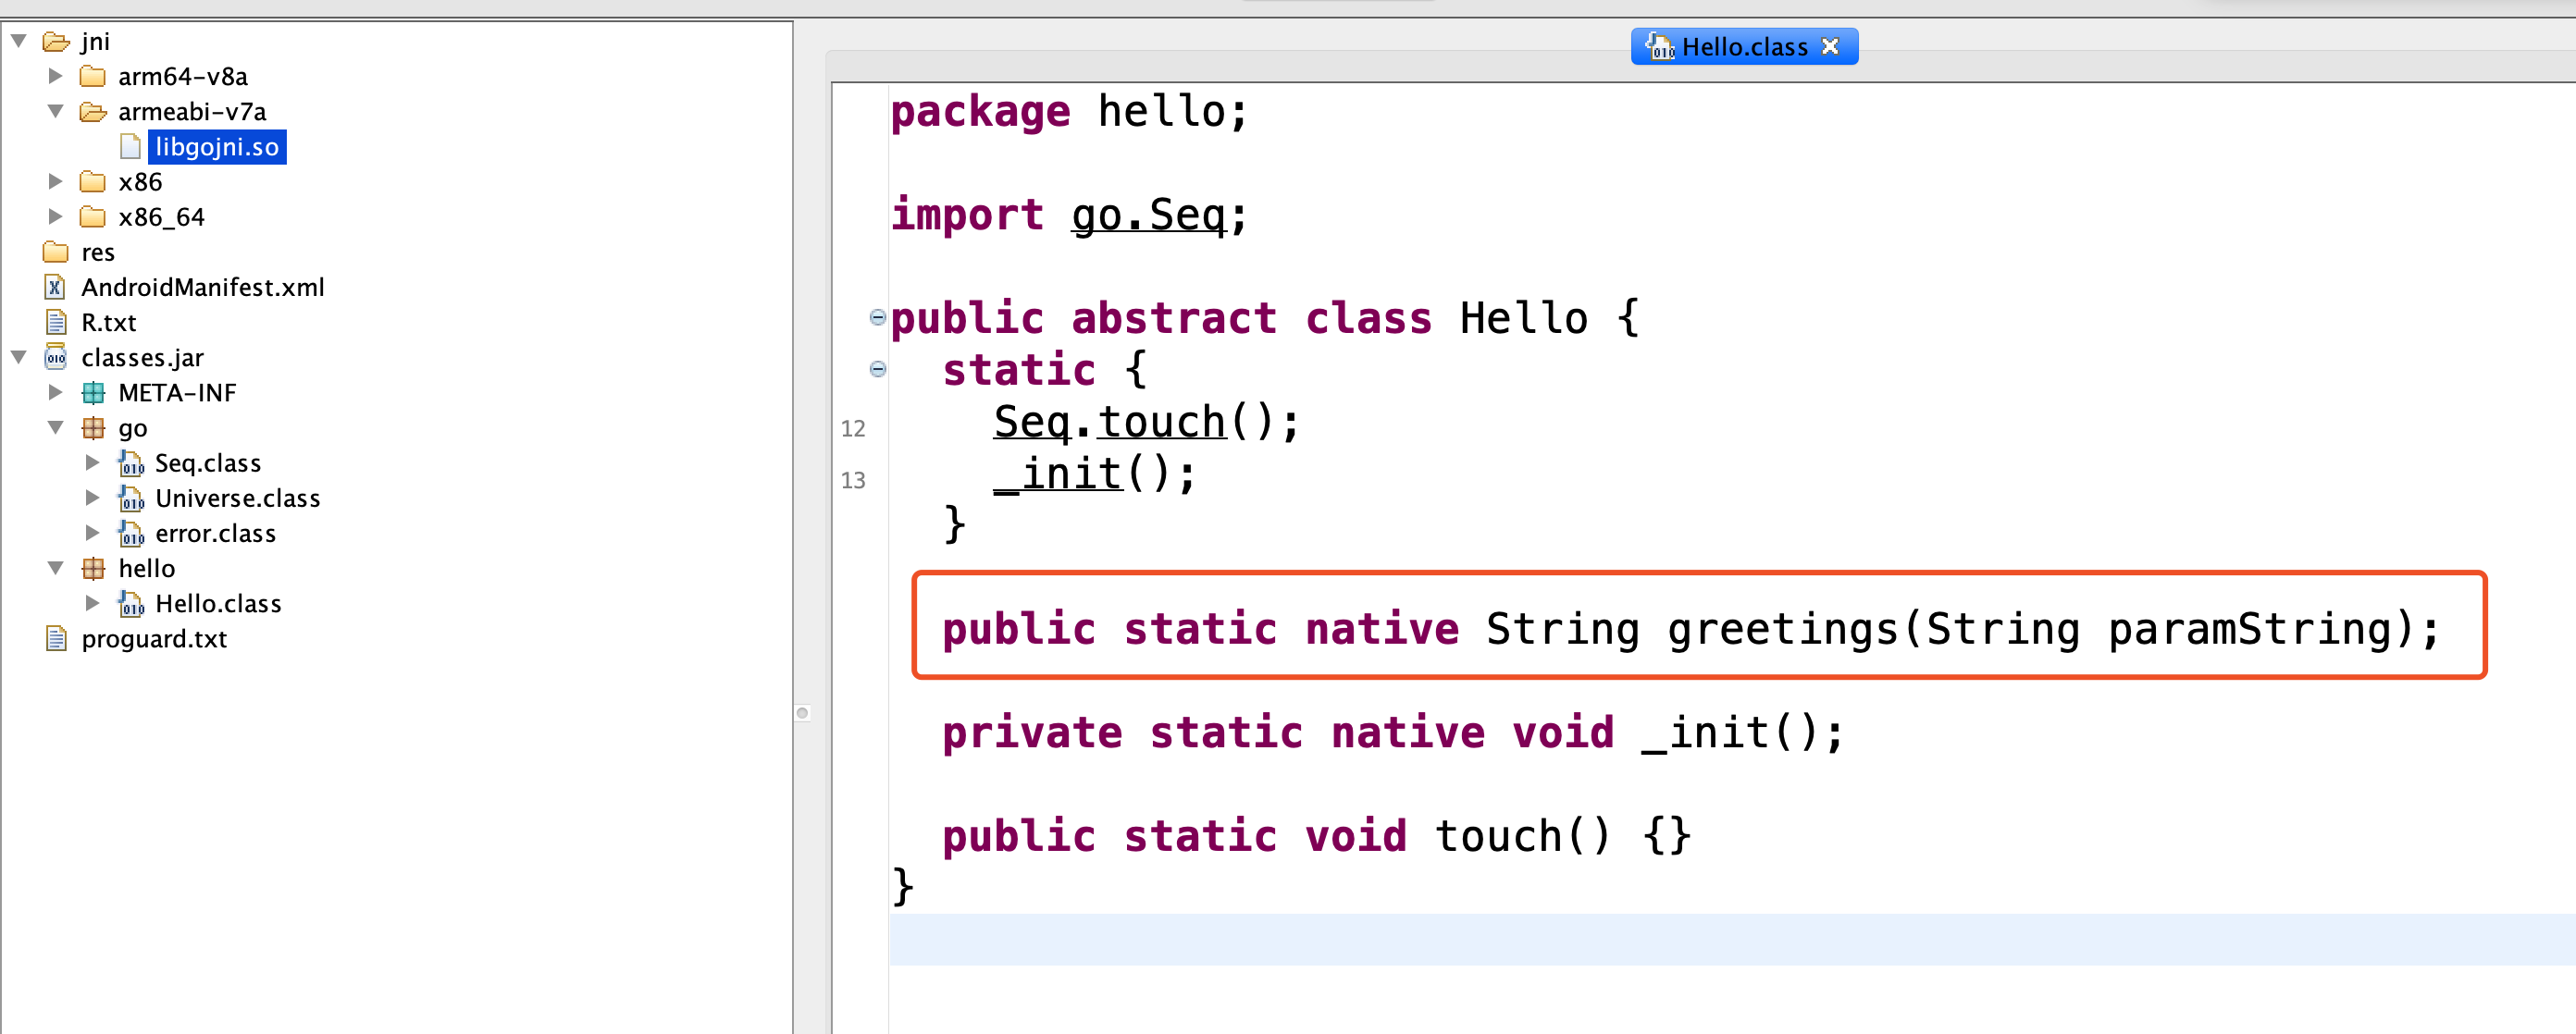 jni
arm64-v8a
armeabi-v7a
libgojni.so
x86
x86_64
res
AndroidManifest.xml
R.txt
classes.jar
META-INF
go
Seq.class
Universe.class
error.class
hello
Hello.class
proguard.txt
Hello.class
package hello;
import go.Seq;
public abstract class Hello {
static {
12 Seq.touch();
13 _init();
}
public static native String greetings(String paramString);
private static native void _init();
public static void touch() {}
}